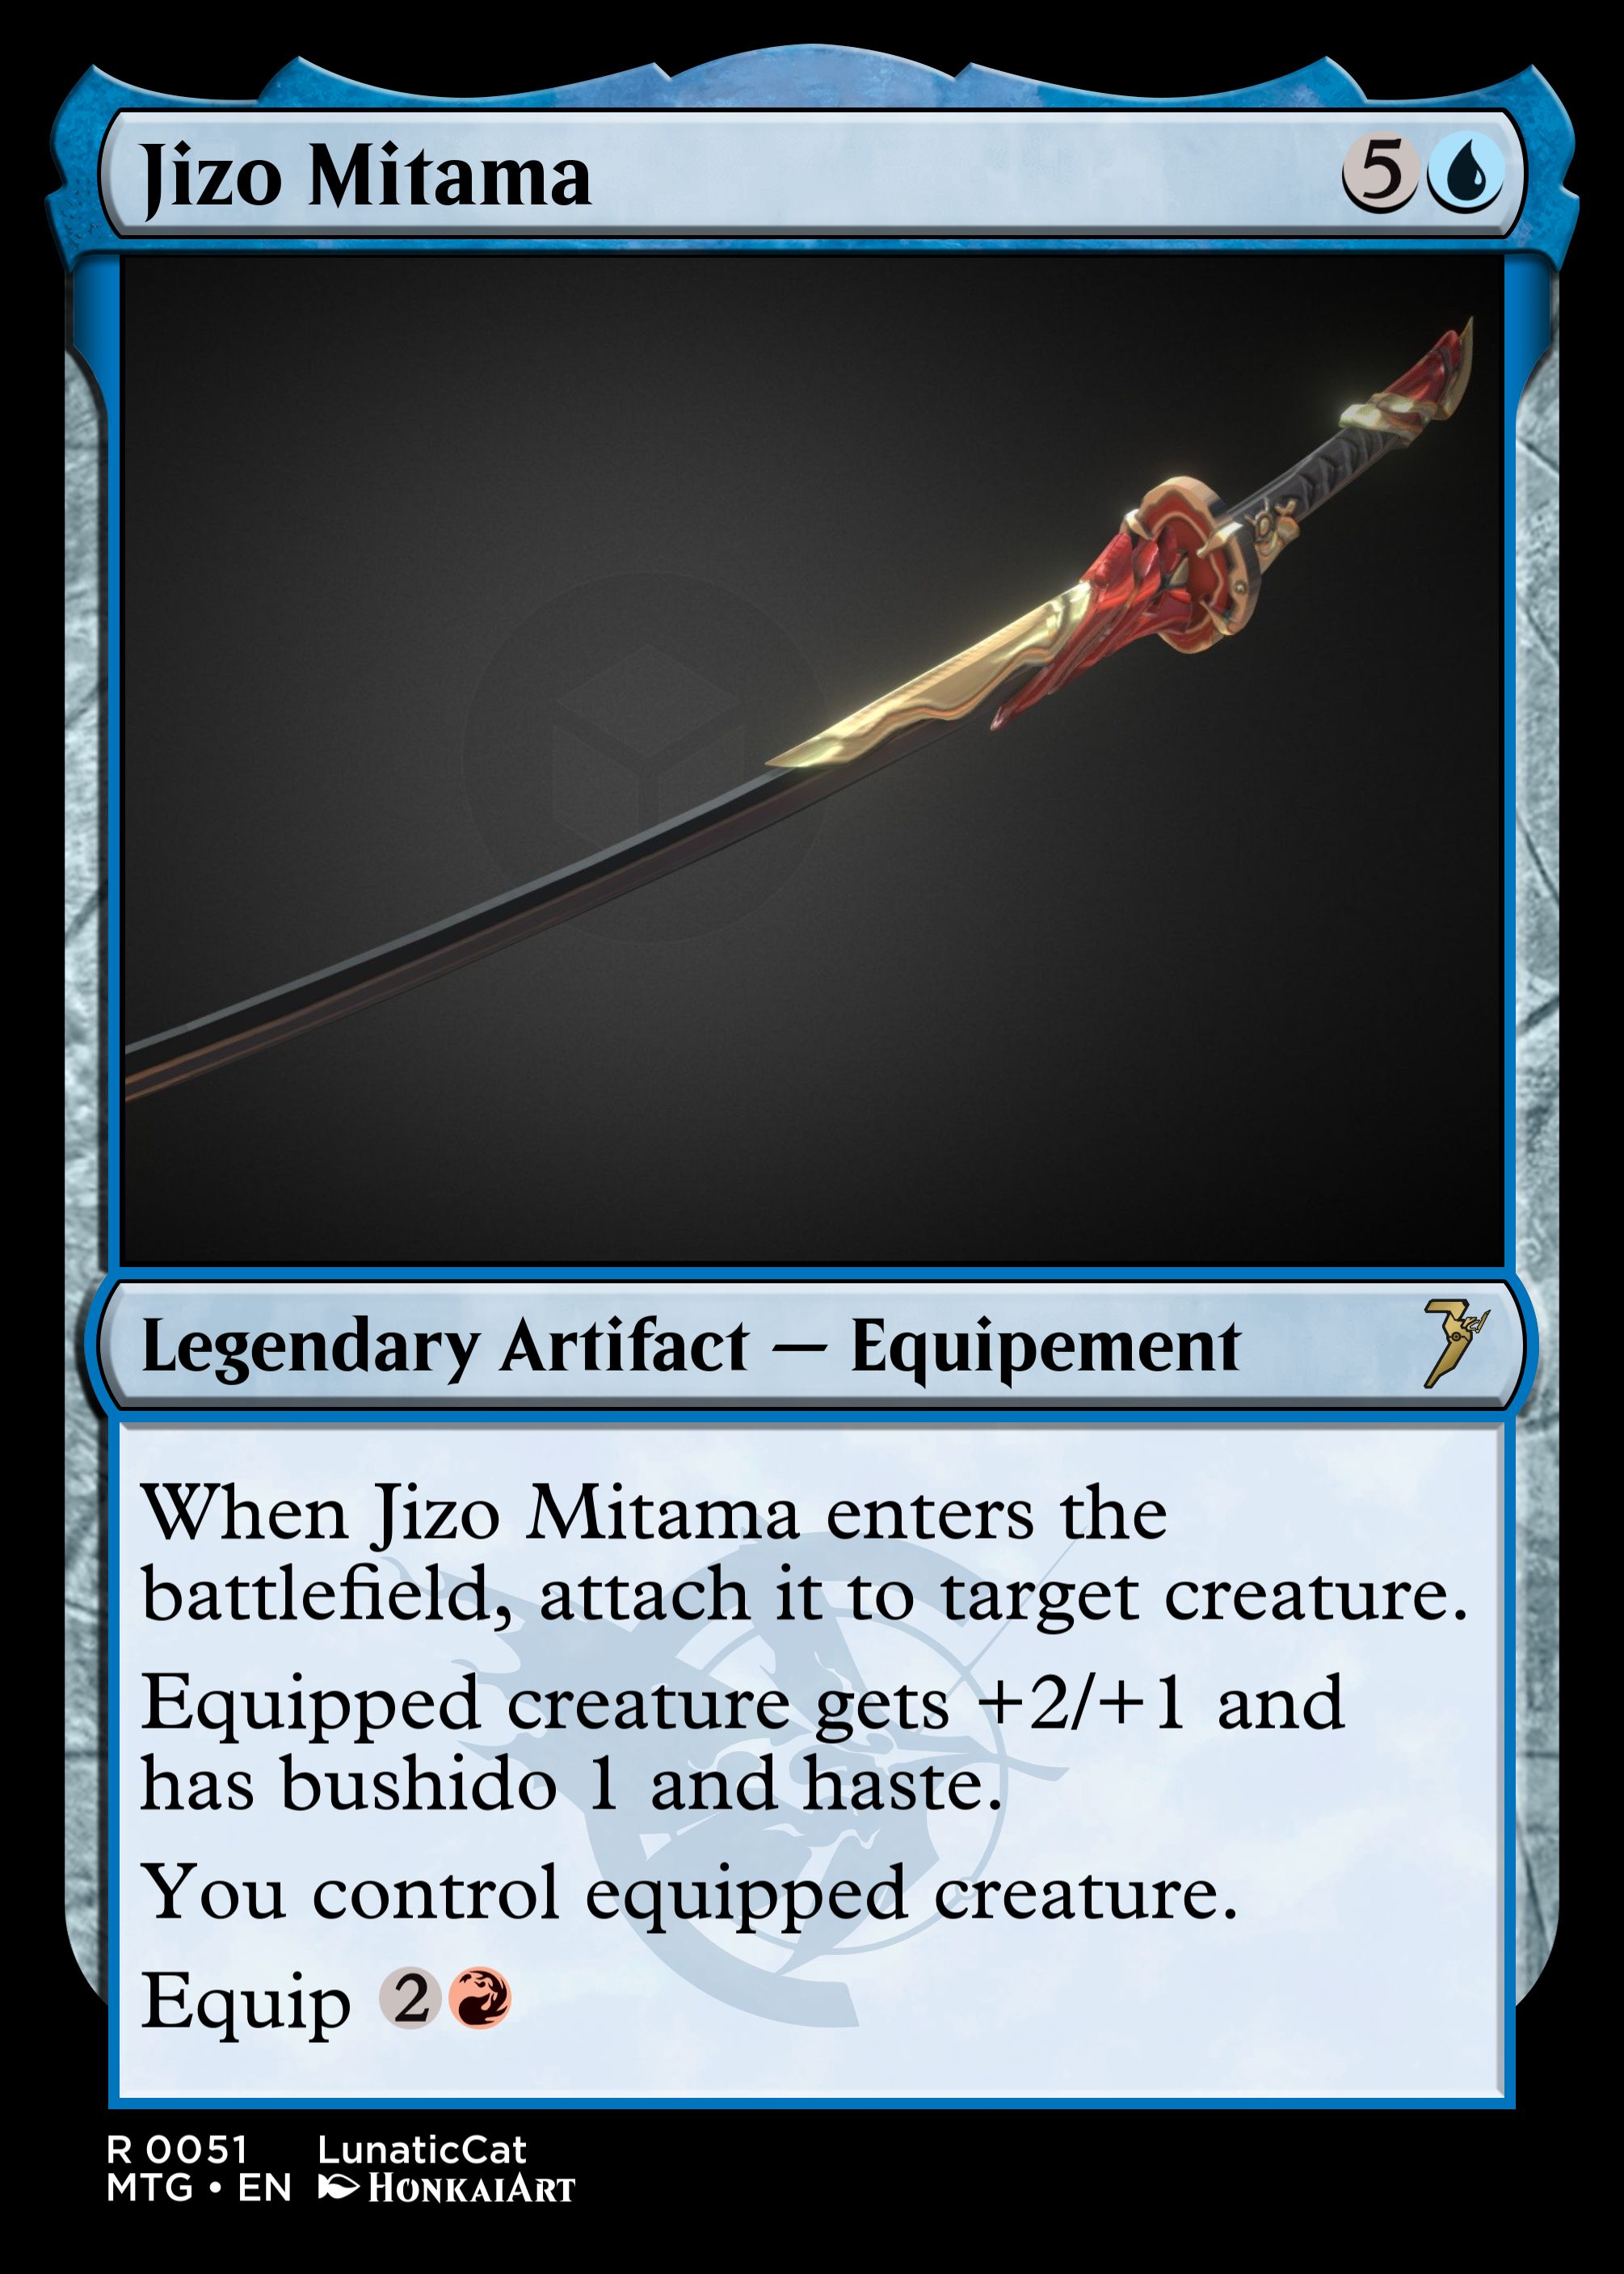 Jizo Mitama 5
Legendary Artifact — Equipement
When Jizo Mitama enters the
battlefield, attach it to target creature.
Equipped creature gets +2/+1 and
has bushido 1 and haste.
You control equipped creature.
Equip 2
R 0051 LunaticCat
MTG • EN HonkaiArt